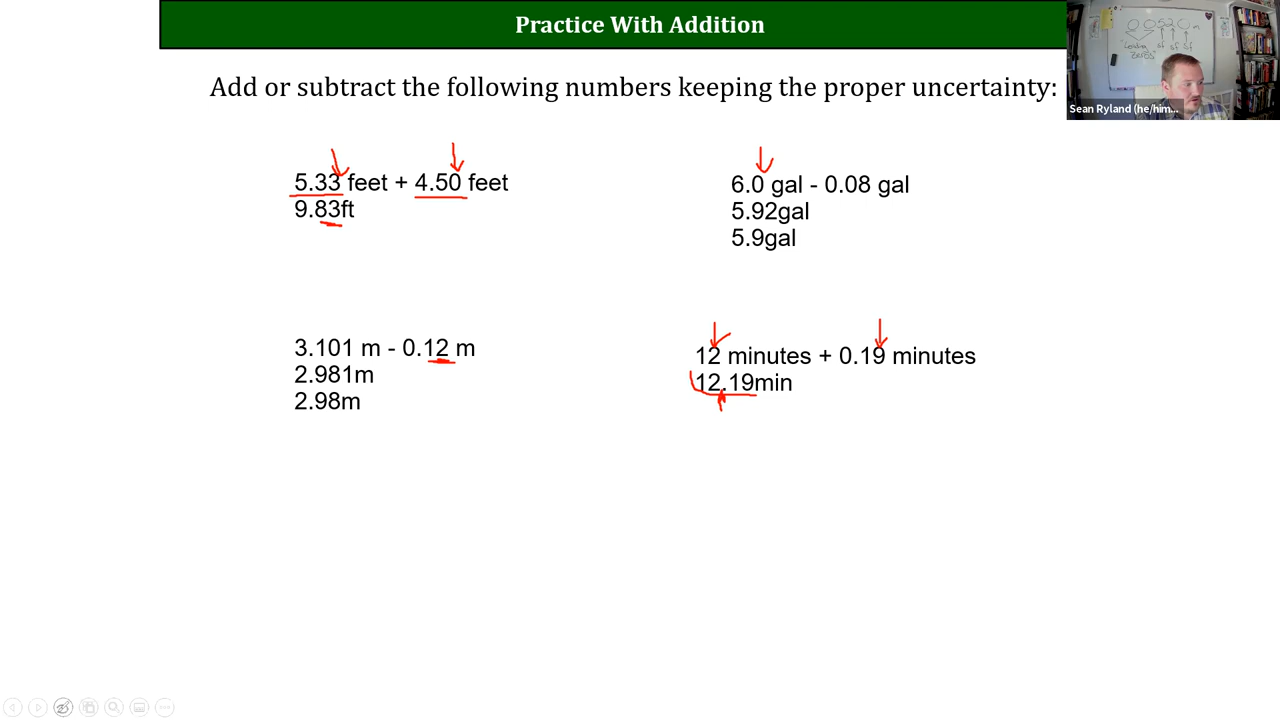 Practice With Addition
Add or subtract the following numbers keeping the proper uncertainty:
5.33 feet + 4.50 feet
9.83ft
6.0 gal - 0.08 gal
5.92gal
5.9gal
3.101 m - 0.12 m
2.981m
2.98m
12 minutes + 0.19 minutes
12.19min
Sean Ryland (he/him...